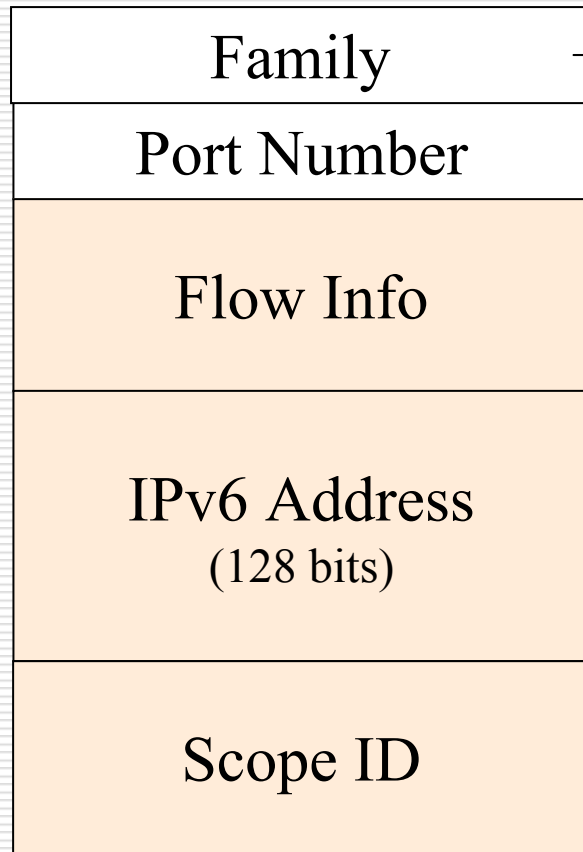 Family
Port Number
Flow Info
IPv6 Address
(128 bits)
Scope ID